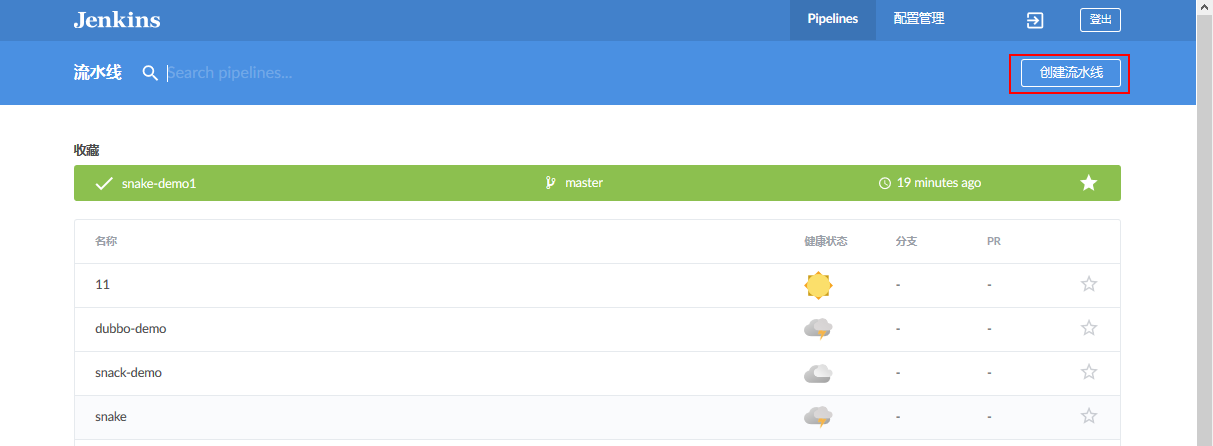 Jenkins Pipelines 配置管理 登出
流水线 Search pipelines... 创建流水线
收藏
snake-demo1 master 19 minutes ago
名称 健康状态 分支 PR
11 - -
dubbo-demo - -
snack-demo - -
snake - -